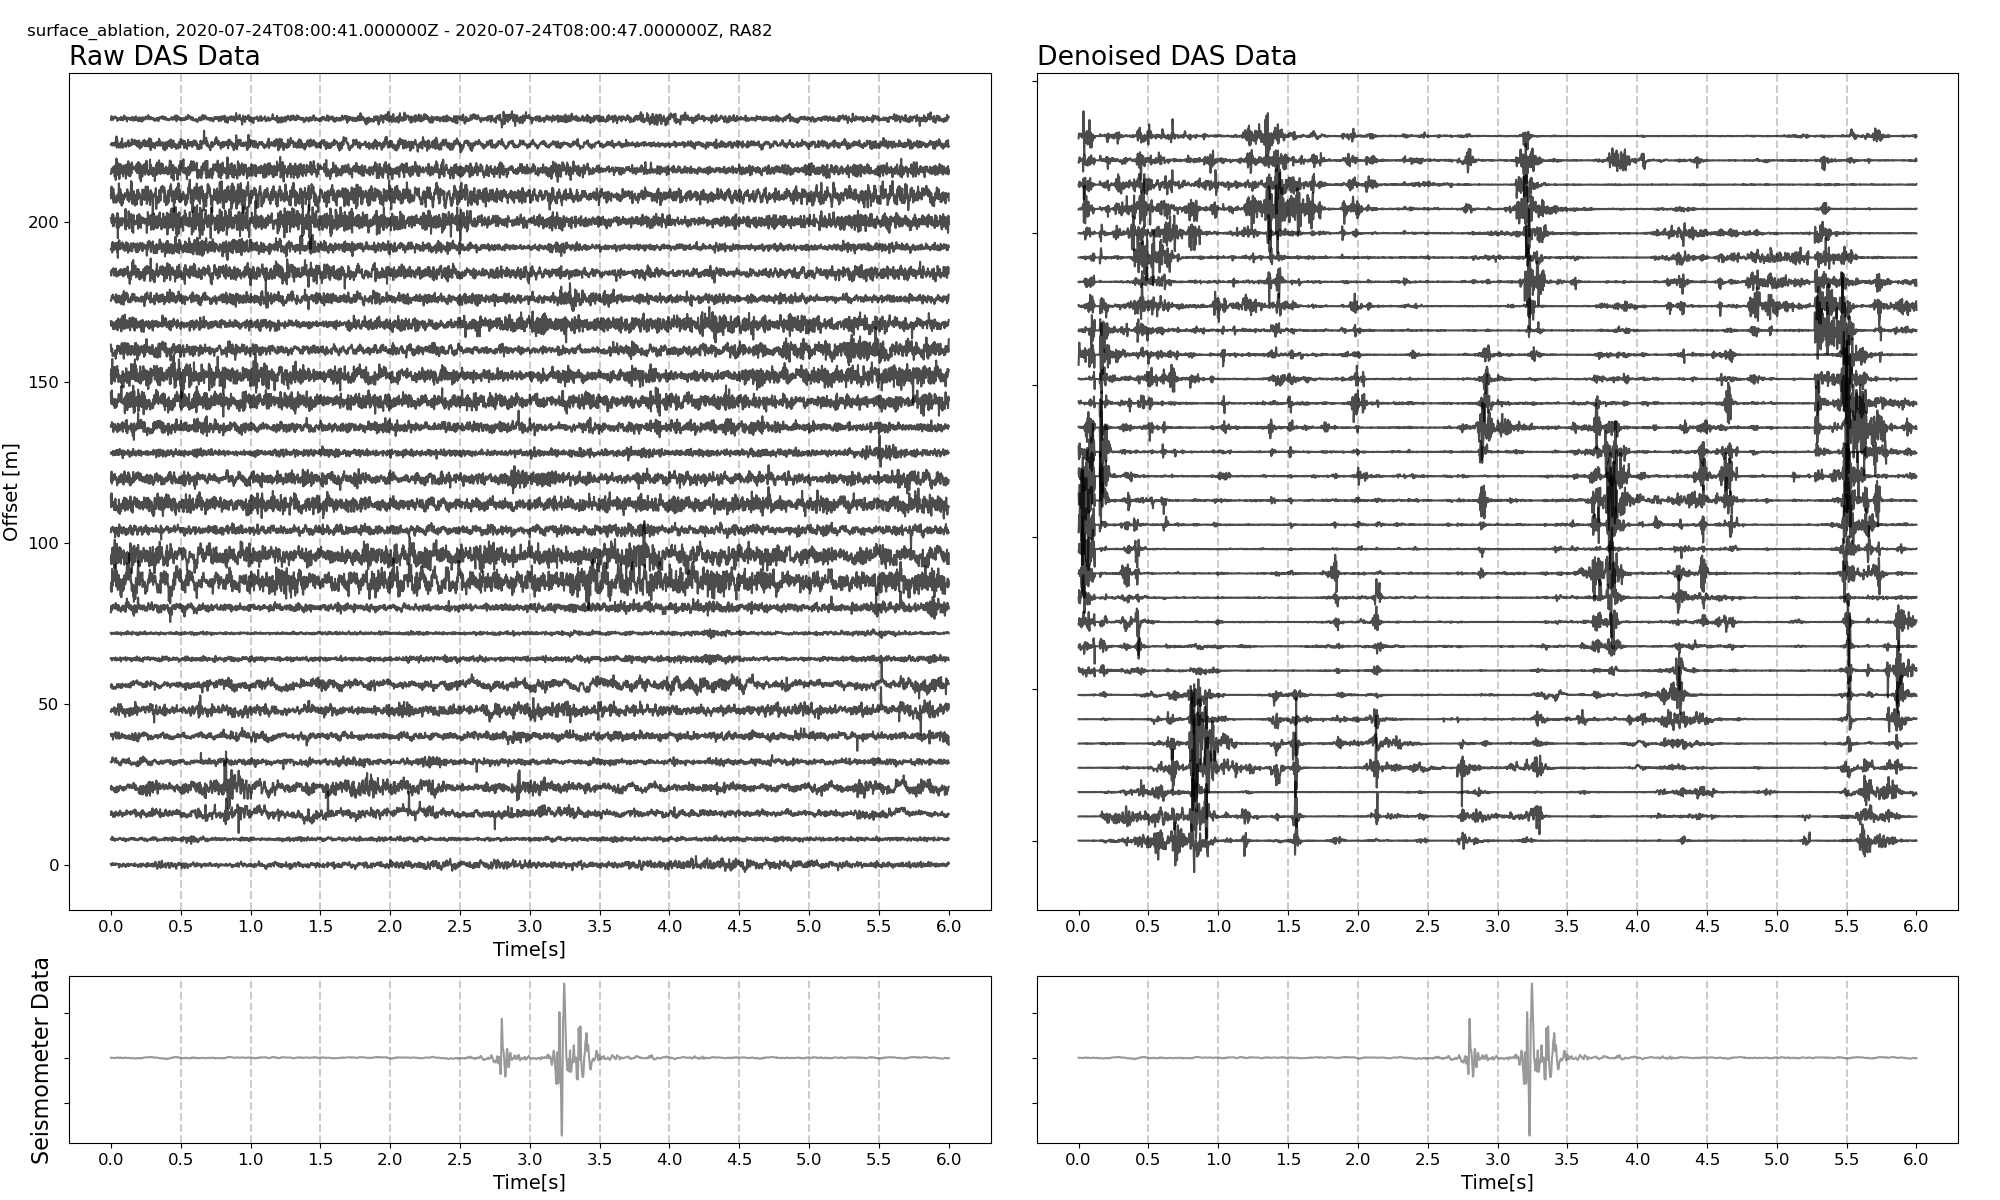 surface_ablation, 2020-07-24T08:00:41.000000Z - 2020-07-24T08:00:47.000000Z, RA82
Raw DAS Data
Denoised DAS Data
Offset [m]
200
150
100
50
0
0.0 0.5 1.0 1.5 2.0 2.5 3.0 3.5 4.0 4.5 5.0 5.5 6.0
Time[s]
0.0 0.5 1.0 1.5 2.0 2.5 3.0 3.5 4.0 4.5 5.0 5.5 6.0
Seismometer Data
0.0 0.5 1.0 1.5 2.0 2.5 3.0 3.5 4.0 4.5 5.0 5.5 6.0
Time[s]
0.0 0.5 1.0 1.5 2.0 2.5 3.0 3.5 4.0 4.5 5.0 5.5 6.0
Time[s]